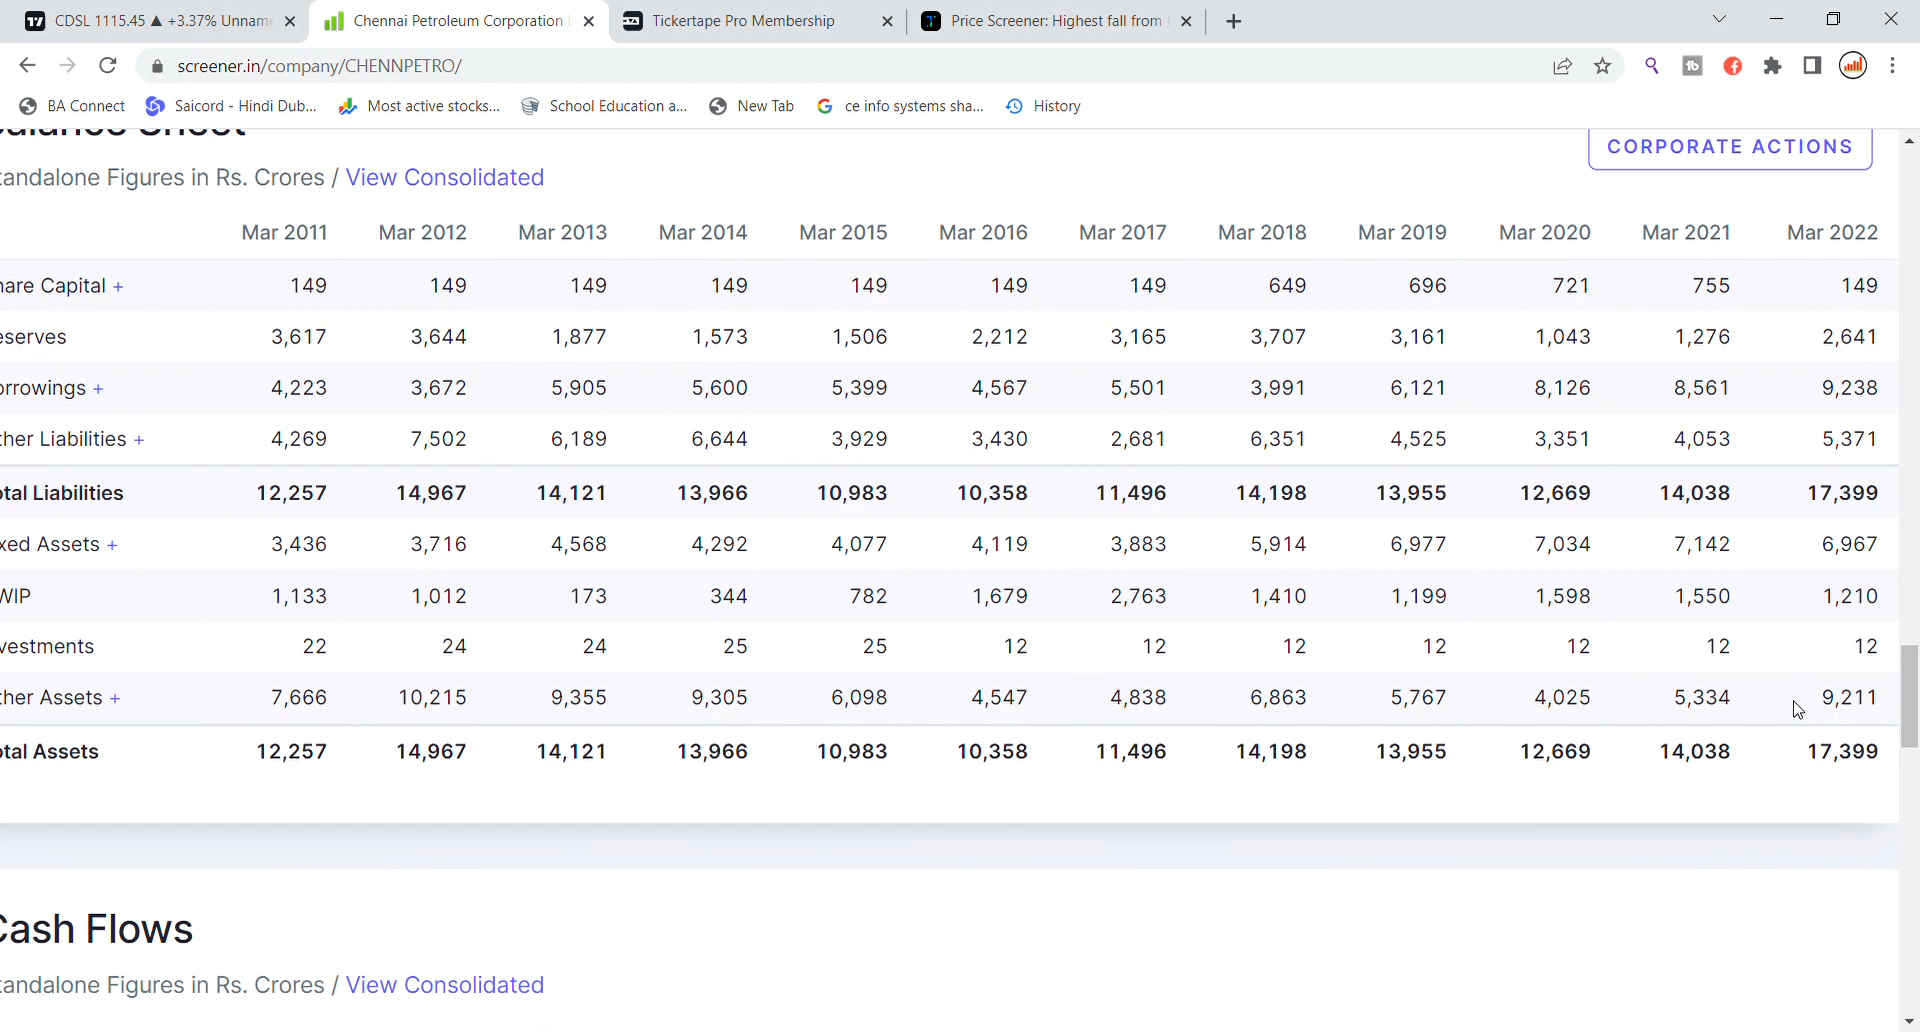 CDSL 1115.45 ▲ +3.37% Unnam
Chennai Petroleum Corporation
Tickertape Pro Membership
Price Screener: Highest fall from
screener.in/company/CHENNPETRO/
BA Connect
Saicord - Hindi Dub...
Most active stocks...
School Education a...
New Tab
ce info systems sha...
History
alance Sheet
CORPORATE ACTIONS
tandalone Figures in Rs. Crores / View Consolidated
Mar 2011 Mar 2012 Mar 2013 Mar 2014 Mar 2015 Mar 2016 Mar 2017 Mar 2018 Mar 2019 Mar 2020 Mar 2021 Mar 2022
hare Capital + 149 149 149 149 149 149 149 649 696 721 755 149
eserves 3,617 3,644 1,877 1,573 1,506 2,212 3,165 3,707 3,161 1,043 1,276 2,641
orrowings + 4,223 3,672 5,905 5,600 5,399 4,567 5,501 3,991 6,121 8,126 8,561 9,238
ther Liabilities + 4,269 7,502 6,189 6,644 3,929 3,430 2,681 6,351 4,525 3,351 4,053 5,371
otal Liabilities 12,257 14,967 14,121 13,966 10,983 10,358 11,496 14,198 13,955 12,669 14,038 17,399
xed Assets + 3,436 3,716 4,568 4,292 4,077 4,119 3,883 5,914 6,977 7,034 7,142 6,967
WIP 1,133 1,012 173 344 782 1,679 2,763 1,410 1,199 1,598 1,550 1,210
vestments 22 24 24 25 25 12 12 12 12 12 12 12
ther Assets + 7,666 10,215 9,355 9,305 6,098 4,547 4,838 6,863 5,767 4,025 5,334 9,211
otal Assets 12,257 14,967 14,121 13,966 10,983 10,358 11,496 14,198 13,955 12,669 14,038 17,399
Cash Flows
tandalone Figures in Rs. Crores / View Consolidated